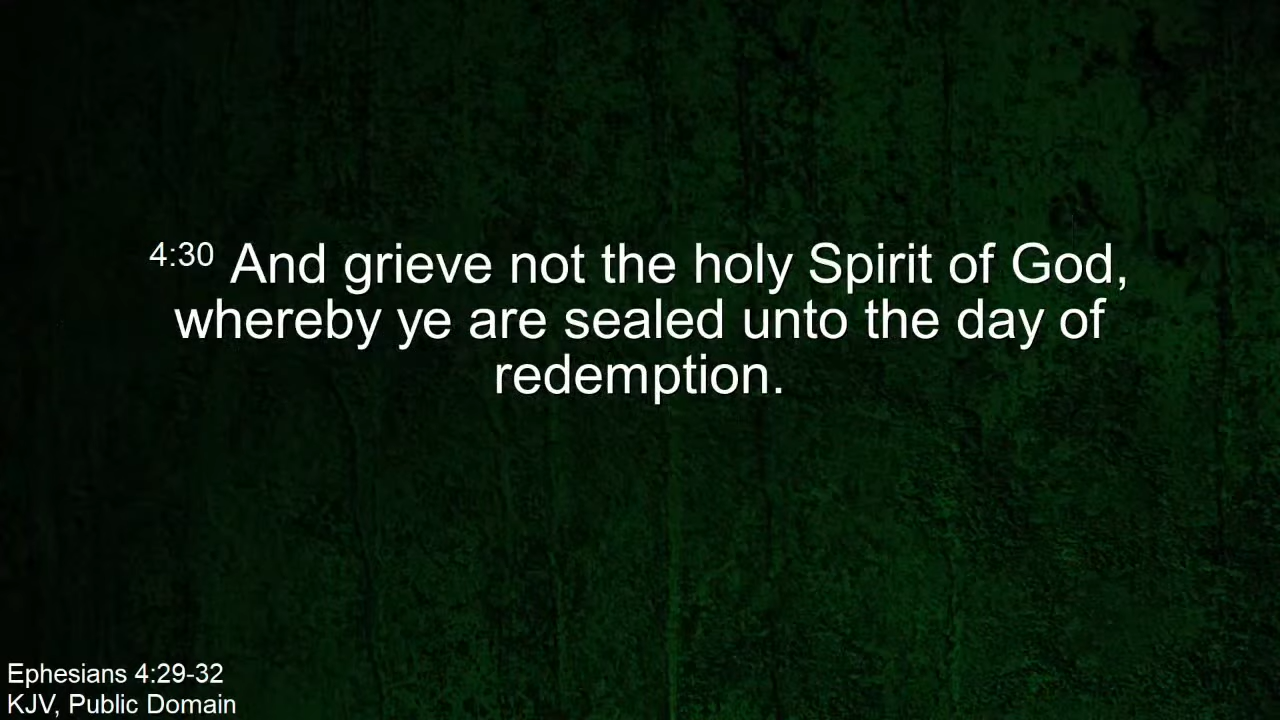 4:30 And grieve not the holy Spirit of God,
whereby ye are sealed unto the day of
redemption.
Ephesians 4:29-32
KJV, Public Domain